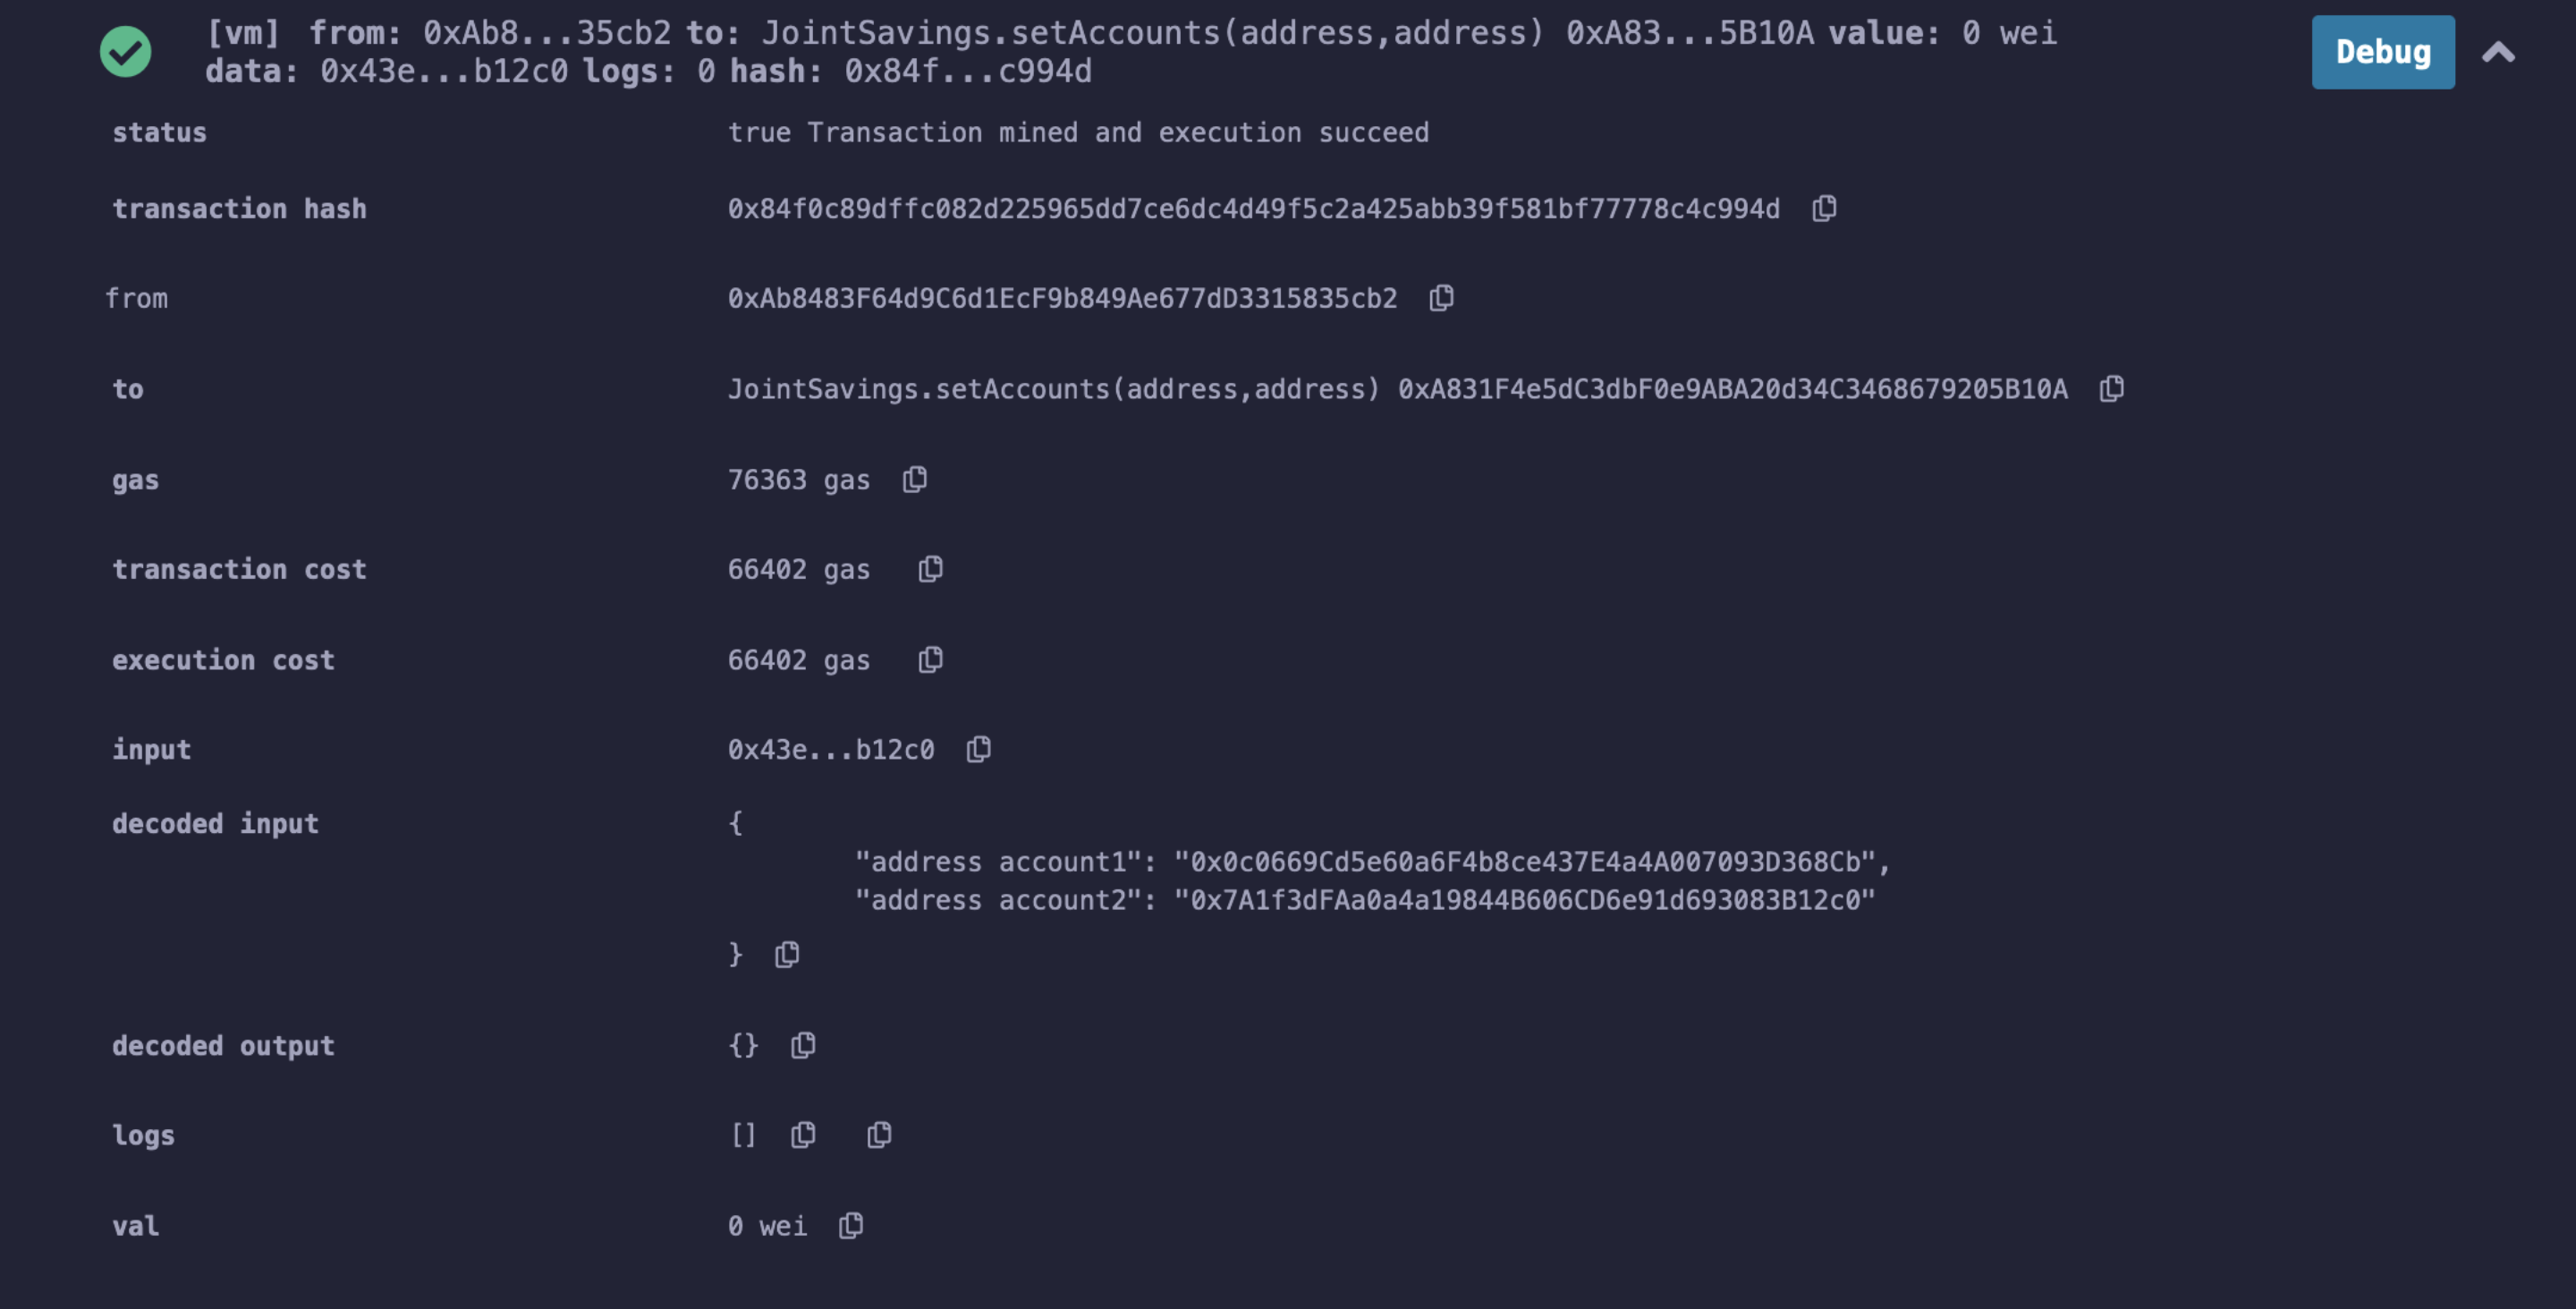 [vm] from: 0xAb8...35cb2 to: JointSavings.setAccounts(address,address) 0xA83...5B10A value: 0 wei
data: 0x43e...b12c0 logs: 0 hash: 0x84f...c994d
Debug
status true Transaction mined and execution succeed
transaction hash 0x84f0c89dffc082d225965dd7ce6dc4d49f5c2a425abb39f581bf77778c4c994d
from 0xAb8483F64d9C6d1EcF9b849Ae677dD3315835cb2
to JointSavings.setAccounts(address,address) 0xA831F4e5dC3dbF0e9ABA20d34C3468679205B10A
gas 76363 gas
transaction cost 66402 gas
execution cost 66402 gas
input 0x43e...b12c0
decoded input {
"address account1": "0x0c0669Cd5e60a6F4b8ce437E4a4A007093D368Cb",
"address account2": "0x7A1f3dFAa0a4a19844B606CD6e91d693083B12c0"
}
decoded output {}
logs []
val 0 wei